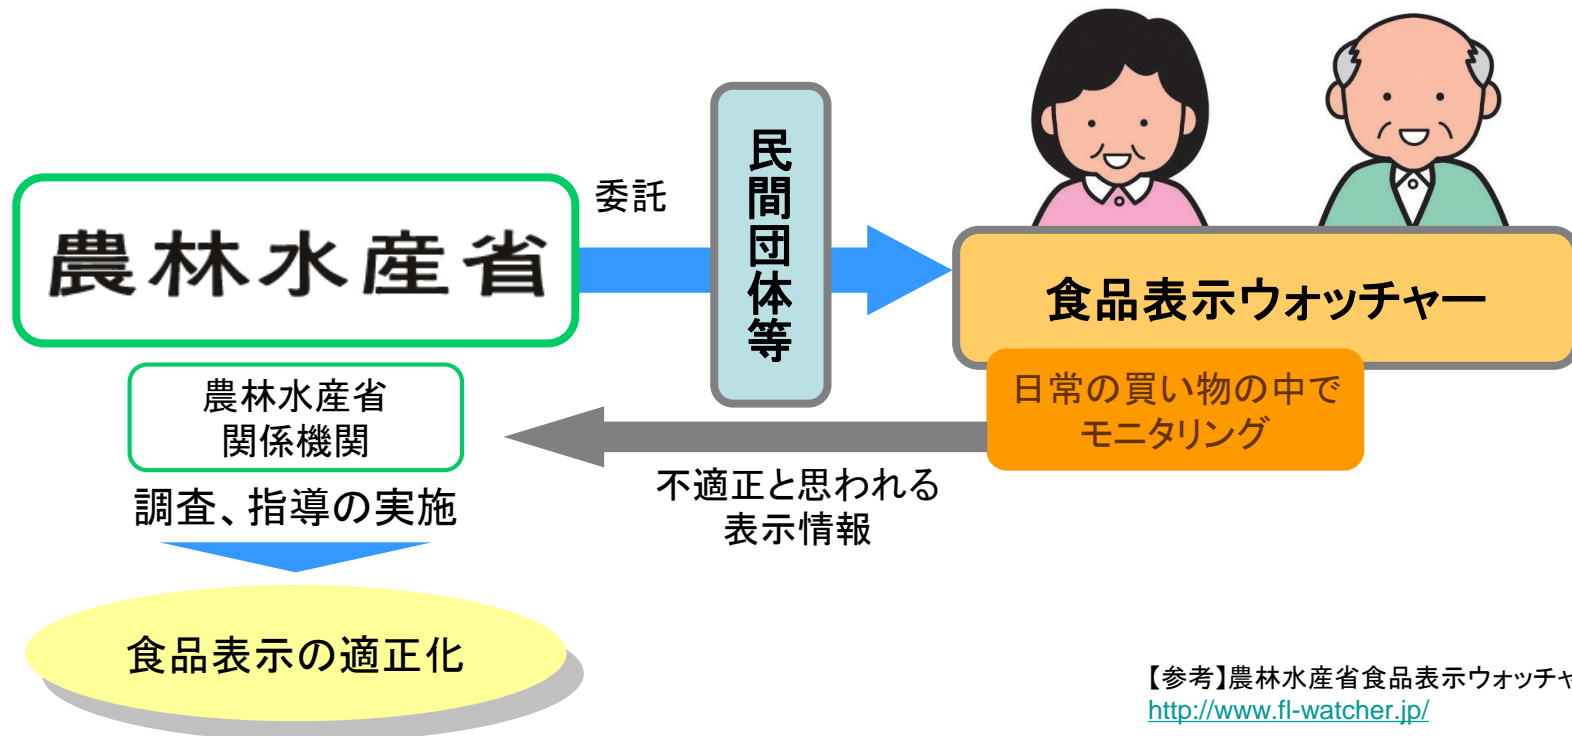 農林水産省
委託
民間団体等
食品表示ウォッチャー
日常の買い物の中で
モニタリング
農林水産省
関係機関
不適正と思われる
表示情報
調査、指導の実施
食品表示の適正化
【参考】農林水産省食品表示ウォッチャ
http://www.fl-watcher.jp/